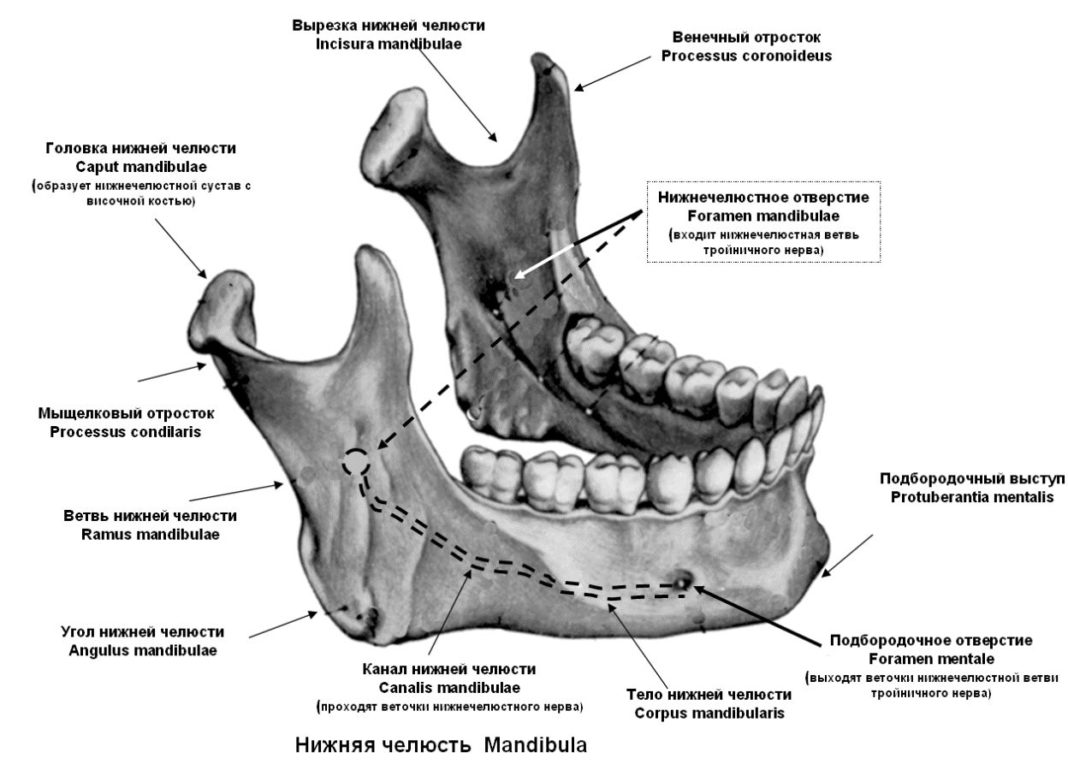 Вырезка нижней челюсти
Incisura mandibulae
Венечный отросток
Processus coronoideus
Головка нижней челюсти
Caput mandibulae
(образует нижнечелюстной сустав с
височной костью)
Нижнечелюстное отверстие
Foramen mandibulae
(входит нижнечелюстная ветвь
тройничного нерва)
Мыщелковый отросток
Processus condilaris
Подбородочный выступ
Protuberantia mentalis
Ветвь нижней челюсти
Ramus mandibulae
Угол нижней челюсти
Angulus mandibulae
Подбородочное отверстие
Foramen mentale
(выходят веточки нижнечелюстной ветви
тройничного нерва)
Канал нижней челюсти
Canalis mandibulae
(проходят веточки нижнечелюстного нерва)
Тело нижней челюсти
Corpus mandibularis
Нижняя челюсть Mandibula